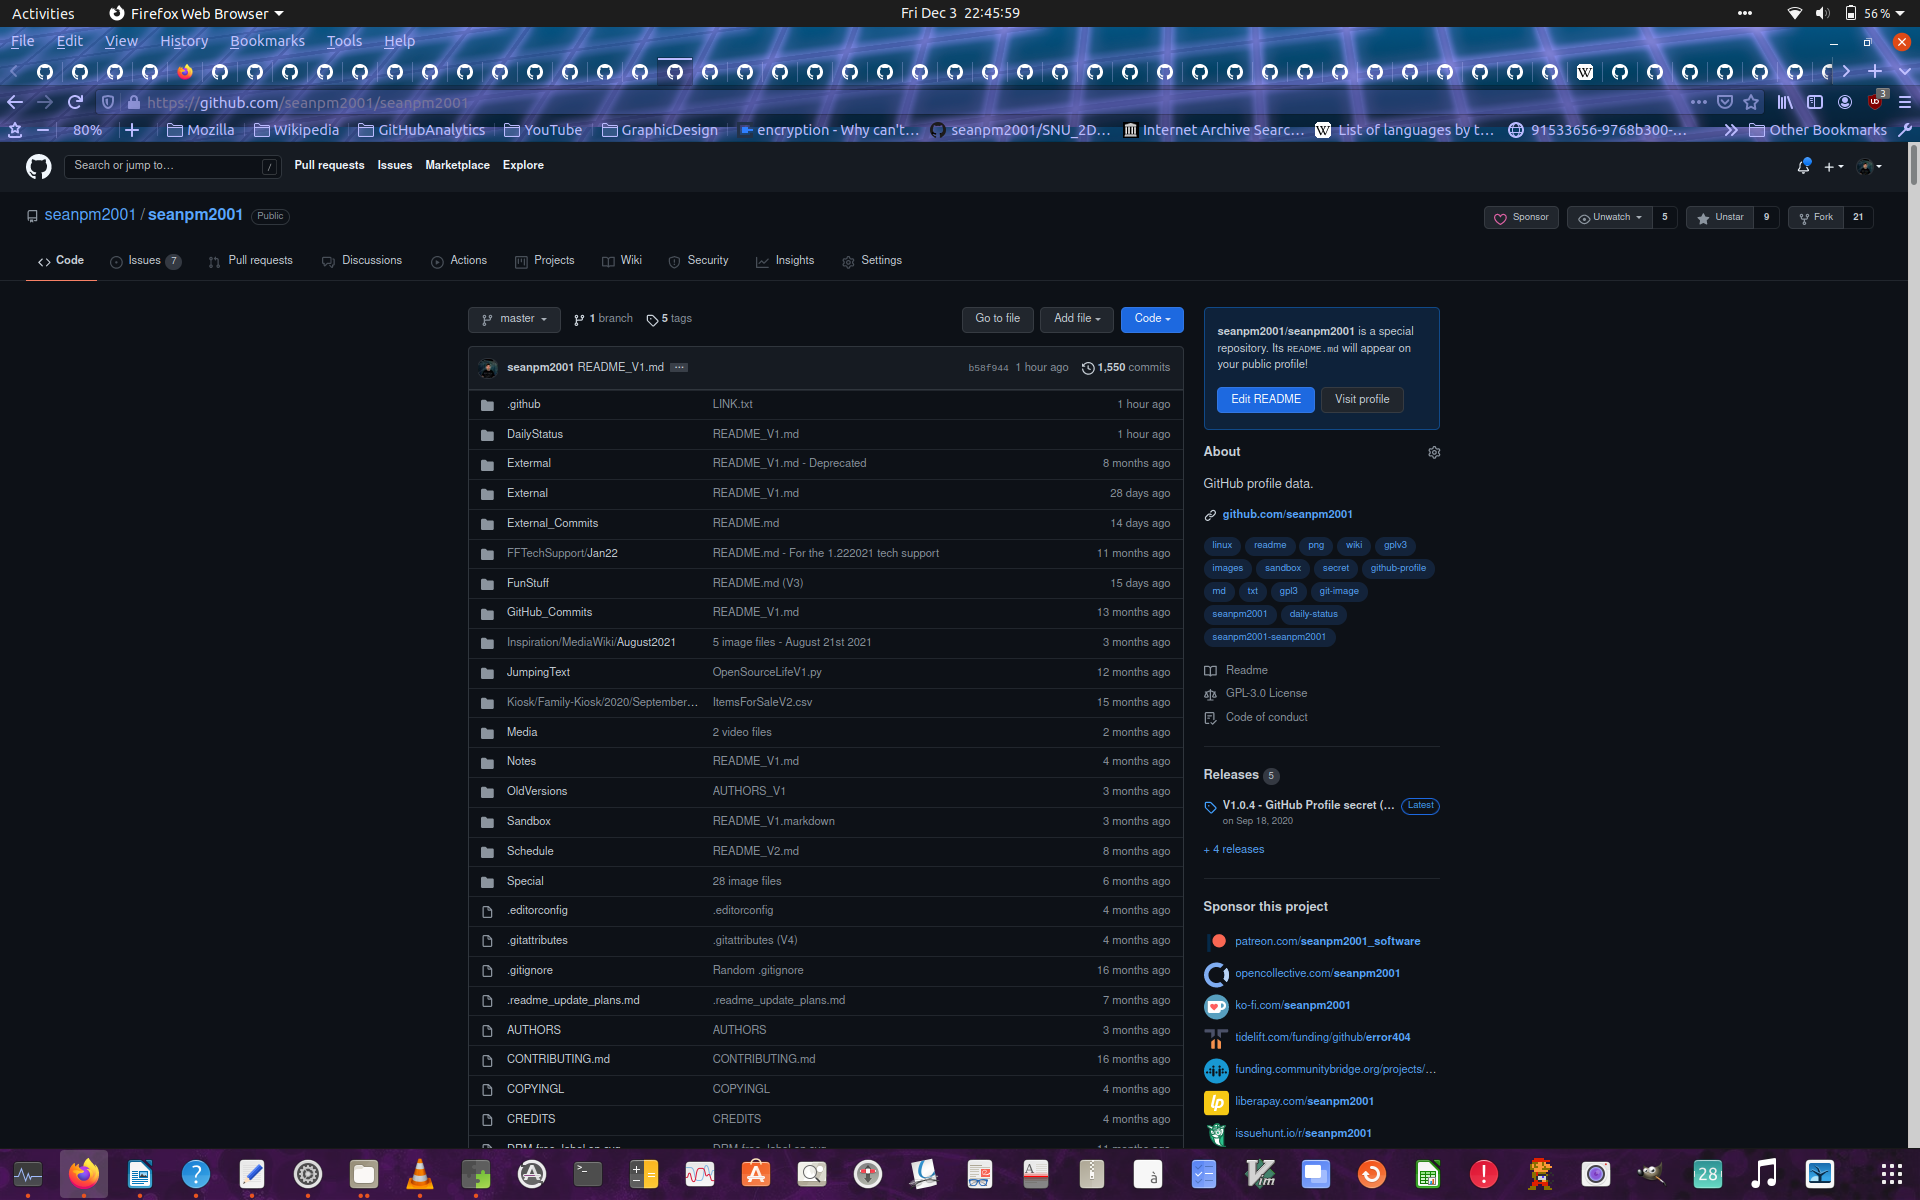 Activities Firefox Web Browser Fri Dec 3 22:45:59 56 %
File Edit View History Bookmarks Tools Help
https://github.com/seanpm2001/seanpm2001 3
80% Mozilla Wikipedia GitHubAnalytics YouTube GraphicDesign encryption - Why can't... seanpm2001/SNU_2D... Internet Archive Searc... List of languages by t... 91533656-9768b300-... Other Bookmarks
Search or jump to... / Pull requests Issues Marketplace Explore
seanpm2001 / seanpm2001 Public Sponsor Unwatch 5 Unstar 9 Fork 21
Code Issues 7 Pull requests Discussions Actions Projects Wiki Security Insights Settings
master 1 branch 5 tags Go to file Add file Code
seanpm2001 README_V1.md ... b58f944 1 hour ago 1,550 commits
.github LINK.txt 1 hour ago
DailyStatus README_V1.md 1 hour ago
Extermal README_V1.md - Deprecated 8 months ago
External README_V1.md 28 days ago
External_Commits README.md 14 days ago
FFTechSupport/Jan22 README.md - For the 1.222021 tech support 11 months ago
FunStuff README.md (V3) 15 days ago
GitHub_Commits README_V1.md 13 months ago
Inspiration/MediaWiki/August2021 5 image files - August 21st 2021 3 months ago
JumpingText OpenSourceLifeV1.py 12 months ago
Kiosk/Family-Kiosk/2020/September... ItemsForSaleV2.csv 15 months ago
Media 2 video files 2 months ago
Notes README_V1.md 4 months ago
OldVersions AUTHORS_V1 3 months ago
Sandbox README_V1.markdown 3 months ago
Schedule README_V2.md 8 months ago
Special 28 image files 6 months ago
.editorconfig .editorconfig 4 months ago
.gitattributes .gitattributes (V4) 4 months ago
.gitignore Random .gitignore 16 months ago
.readme_update_plans.md .readme_update_plans.md 7 months ago
AUTHORS AUTHORS 3 months ago
CONTRIBUTING.md CONTRIBUTING.md 16 months ago
COPYINGL COPYINGL 4 months ago
CREDITS CREDITS 4 months ago
seanpm2001/seanpm2001 is a special
repository. Its README.md will appear on
your public profile!
Edit README Visit profile
About
GitHub profile data.
github.com/seanpm2001
linux readme png wiki gplv3
images sandbox secret github-profile
md txt gpl3 git-image
seanpm2001 daily-status
seanpm2001-seanpm2001
Readme
GPL-3.0 License
Code of conduct
Releases 5
V1.0.4 - GitHub Profile secret (... Latest
on Sep 18, 2020
+ 4 releases
Sponsor this project
patreon.com/seanpm2001_software
opencollective.com/seanpm2001
ko-fi.com/seanpm2001
tidelift.com/funding/github/error404
funding.communitybridge.org/projects/...
liberapay.com/seanpm2001
issuehunt.io/r/seanpm2001
28